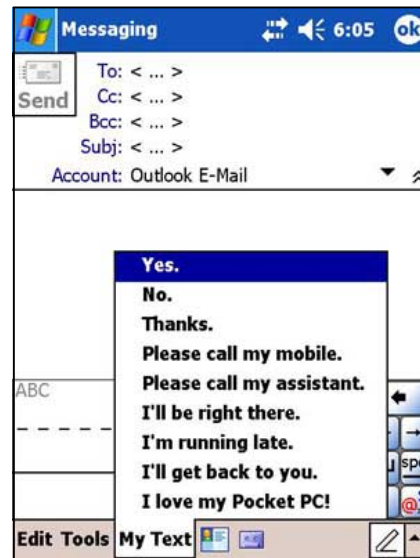 Messaging 6:05 ok
Send
To: < ... >
Cc: < ... >
Bcc: < ... >
Subj: < ... >
Account: Outlook E-Mail
Yes.
No.
Thanks.
Please call my mobile.
Please call my assistant.
I'll be right there.
I'm running late.
I'll get back to you.
I love my Pocket PC!
ABC
@
Edit Tools My Text